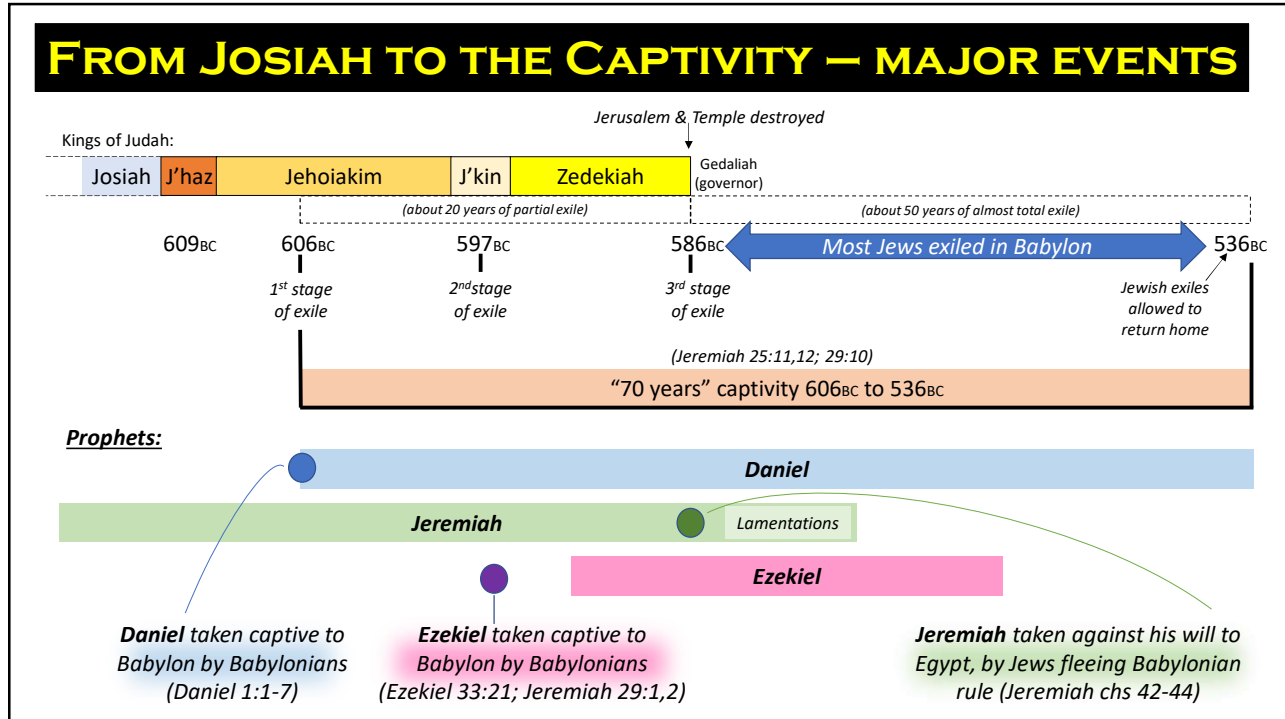 FROM JOSIAH TO THE CAPTIVITY – MAJOR EVENTS
Jerusalem & Temple destroyed
Kings of Judah:
Josiah
J'haz
Jehoiakim
J'kin
Zedekiah
Gedaliah
(governor)
(about 20 years of partial exile)
(about 50 years of almost total exile)
609BC
606BC
597BC
586BC
Most Jews exiled in Babylon
536BC
1st stage
of exile
2nd stage
of exile
3rd stage
of exile
Jewish exiles
allowed to
return home
(Jeremiah 25:11,12; 29:10)
“70 years” captivity 606BC to 536BC
Prophets:
Daniel
Jeremiah
Lamentations
Ezekiel
Daniel taken captive to
Babylon by Babylonians
(Daniel 1:1-7)
Ezekiel taken captive to
Babylon by Babylonians
(Ezekiel 33:21; Jeremiah 29:1,2)
Jeremiah taken against his will to
Egypt, by Jews fleeing Babylonian
rule (Jeremiah chs 42-44)